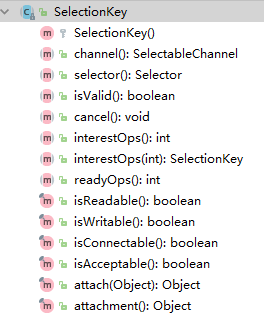 SelectionKey
SelectionKey()
channel(): SelectableChannel
selector(): Selector
isValid(): boolean
cancel(): void
interestOps(): int
interestOps(int): SelectionKey
readyOps(): int
isReadable(): boolean
isWritable(): boolean
isConnectable(): boolean
isAcceptable(): boolean
attach(Object): Object
attachment(): Object